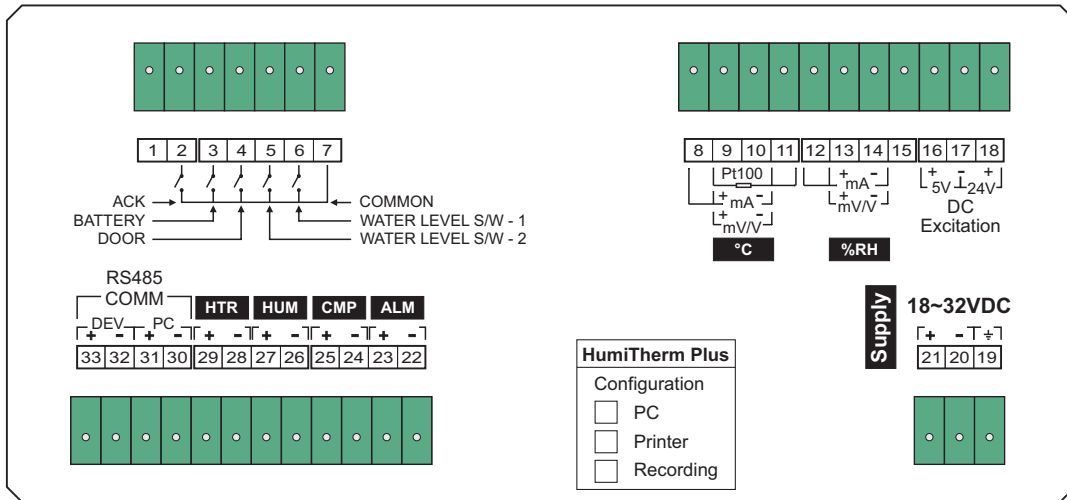 1 2 3 4 5 6 7
ACK
COMMON
BATTERY
WATER LEVEL S/W - 1
DOOR
WATER LEVEL S/W - 2
8 9 10 11 12 13 14 15 16 17 18
Pt100
+ mA -
+ mA -
+ - +
5V 24V
+ mV/V -
+ mV/V -
DC
Excitation
°C
%RH
RS485
COMM
DEV PC
HTR HUM CMP ALM
+ - + - + - + - + - + -
33 32 31 30 29 28 27 26 25 24 23 22
Supply
18~32VDC
+ -
21 20 19
HumiTherm Plus
Configuration
PC
Printer
Recording